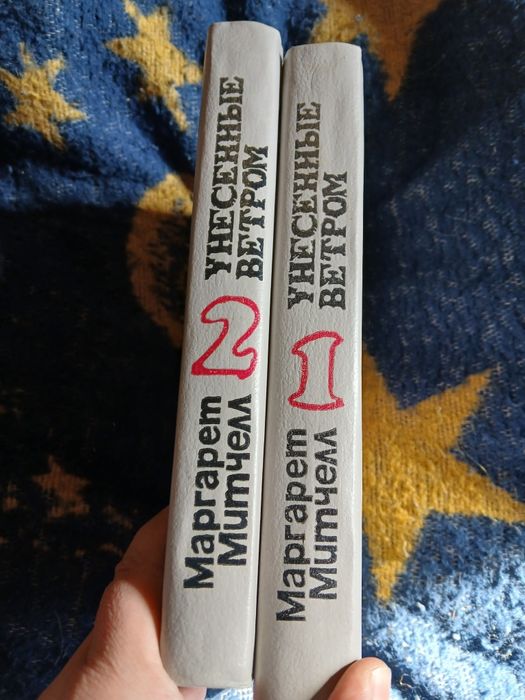 Маргарет
Митчелл
2
УНЕСЕННЫЕ
ВЕТРОМ
Маргарет
Митчелл
1
УНЕСЕННЫЕ
ВЕТРОМ